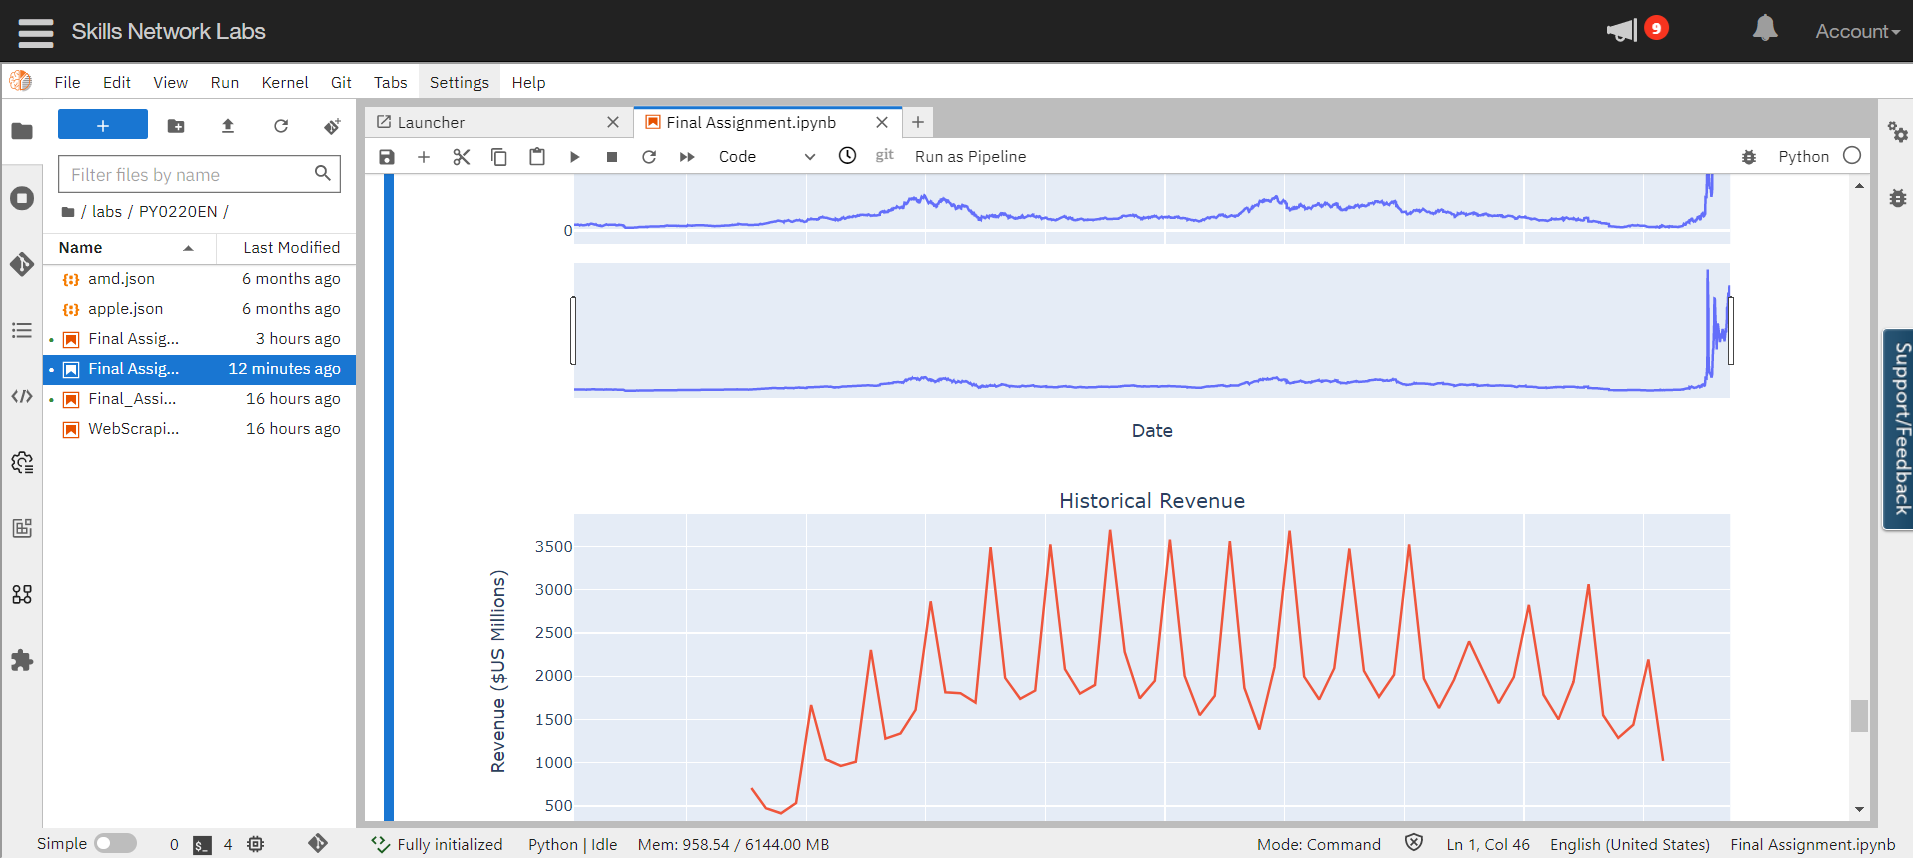 Skills Network Labs
9
Account
File Edit View Run Kernel Git Tabs Settings Help
+
Launcher
Final Assignment.ipynb
+
Code
git
Run as Pipeline
Python
Filter files by name
/ labs / PY0220EN /
Name Last Modified
amd.json 6 months ago
apple.json 6 months ago
Final Assig... 3 hours ago
Final Assig... 12 minutes ago
Final_Assi... 16 hours ago
WebScrapi... 16 hours ago
0
Date
Historical Revenue
Revenue ($US Millions)
3500
3000
2500
2000
1500
1000
500
Support/Feedback
Simple 0 $_ 4 Fully initialized Python | Idle Mem: 958.54 / 6144.00 MB Mode: Command Ln 1, Col 46 English (United States) Final Assignment.ipynb